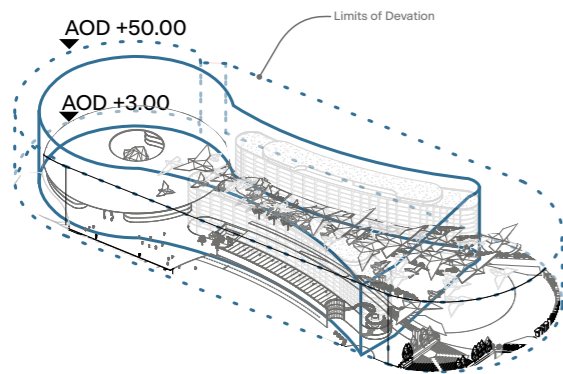 AOD +50.00
Limits of Devation
AOD +3.00